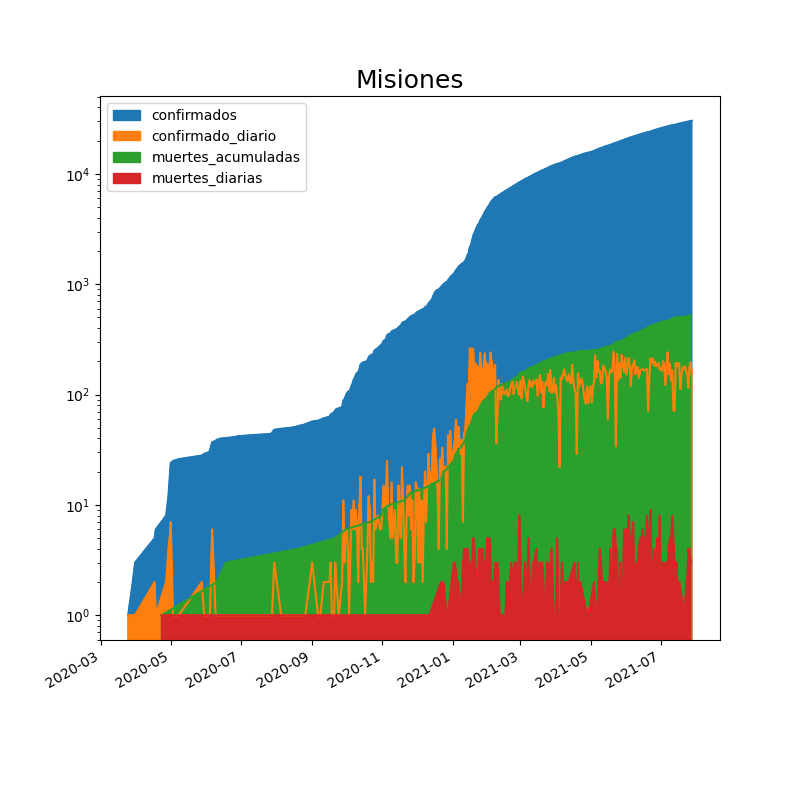 Misiones
confirmados
confirmado_diario
muertes_acumuladas
muertes_diarias
10^4
10^3
10^2
10^1
10^0
2020-03 2020-05 2020-07 2020-09 2020-11 2021-01 2021-03 2021-05 2021-07